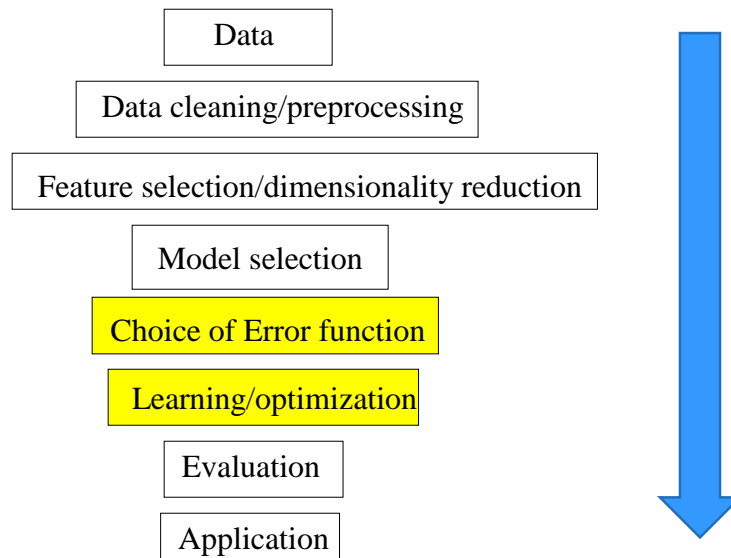 Data
Data cleaning/preprocessing
Feature selection/dimensionality reduction
Model selection
Choice of Error function
Learning/optimization
Evaluation
Application